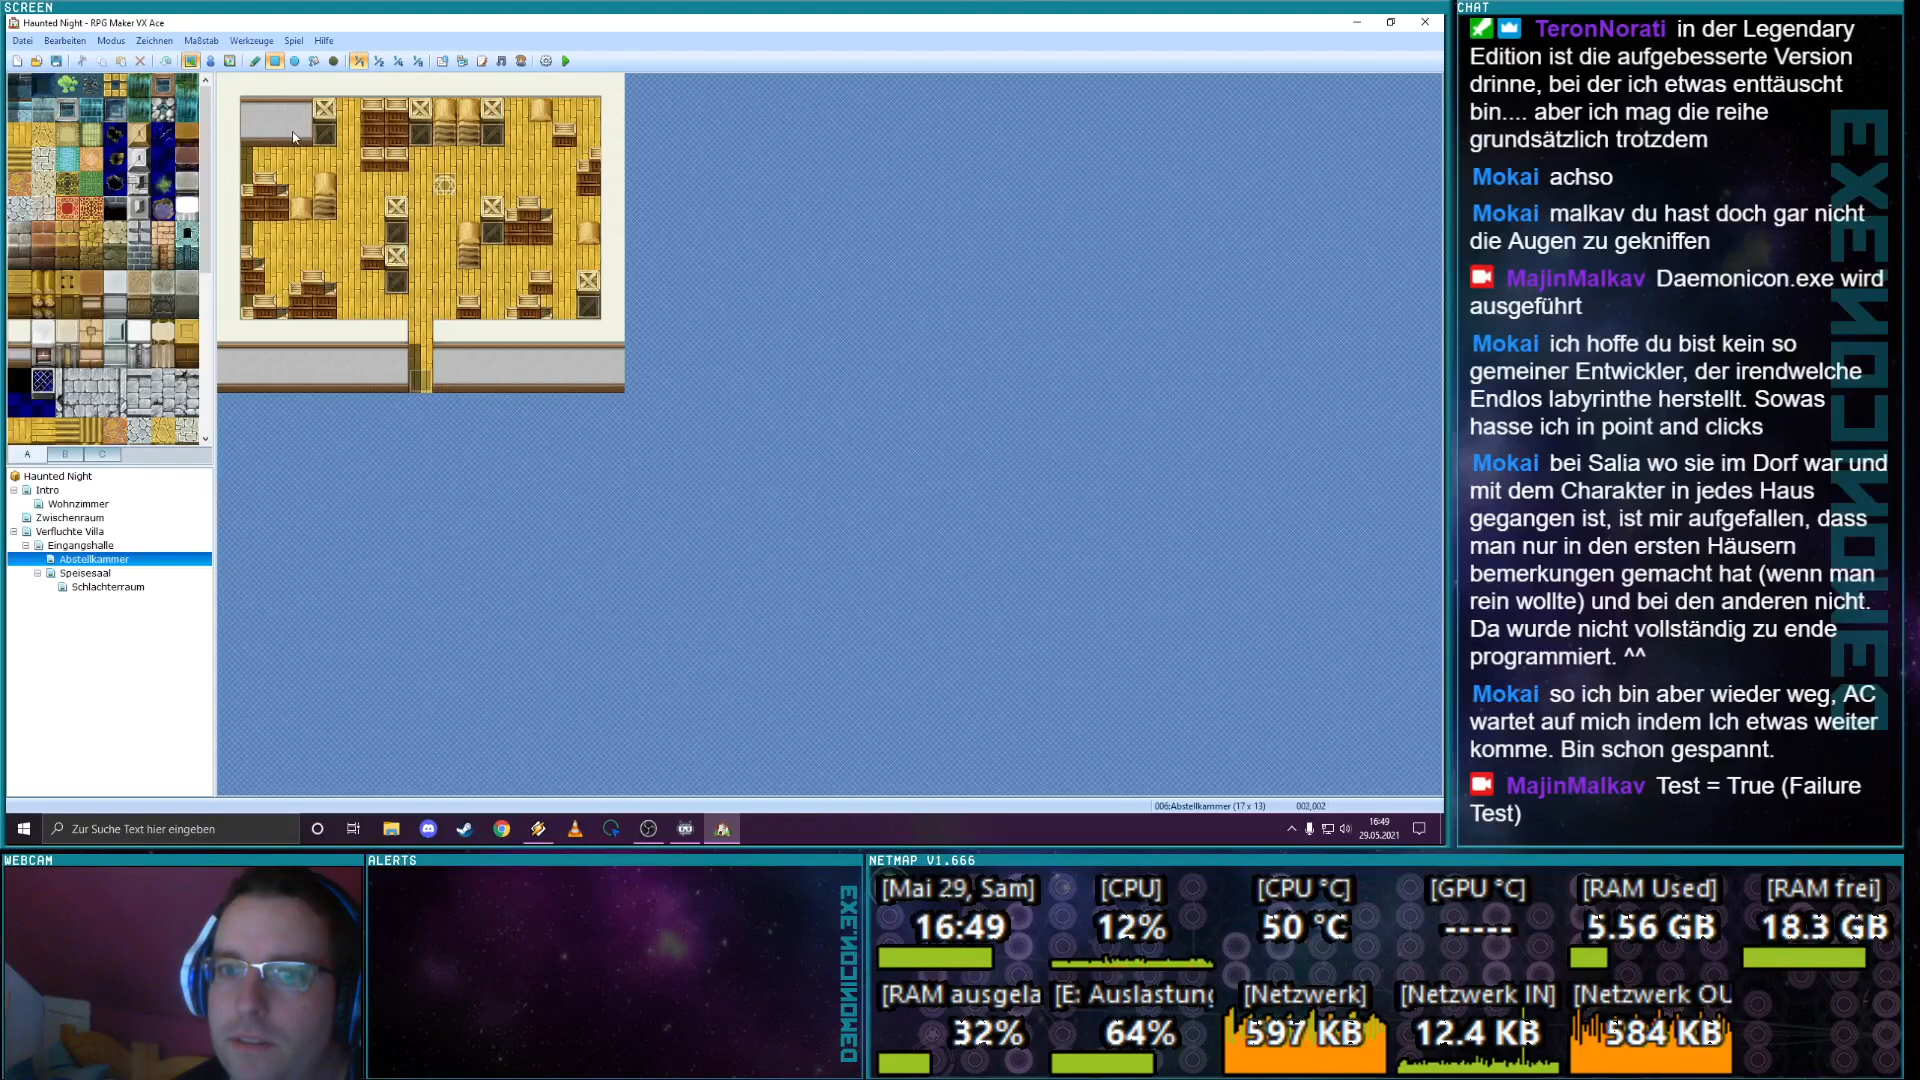 SCREEN
Haunted Night - RPG Maker VX Ace
Datei Bearbeiten Modus Zeichnen Maßstab Werkzeuge Spiel Hilfe
A B C
Haunted Night
Intro
Wohnzimmer
Zwischenraum
Verfluchte Villa
Eingangshalle
Abstellkammer
Speisesaal
Schlachterraum
006:Abstellkammer (17 x 13) 002,002
Zur Suche Text hier eingeben
16:49
29.05.2021
CHAT
TeronNorati in der Legendary
Edition ist die aufgebesserte Version
drinne, bei der ich etwas enttäuscht
bin.... aber ich mag die reihe
grundsätzlich trotzdem
Mokai achso
Mokai malkav du hast doch gar nicht
die Augen zu gekniffen
MajinMalkav Daemonicon.exe wird
ausgeführt
Mokai ich hoffe du bist kein so
gemeiner Entwickler, der irendwelche
Endlos labyrinthe herstellt. Sowas
hasse ich in point and clicks
Mokai bei Salia wo sie im Dorf war und
mit dem Charakter in jedes Haus
gegangen ist, ist mir aufgefallen, dass
man nur in den ersten Häusern
bemerkungen gemacht hat (wenn man
rein wollte) und bei den anderen nicht.
Da wurde nicht vollständig zu ende
programmiert. ^^
Mokai so ich bin aber wieder weg, AC
wartet auf mich indem Ich etwas weiter
komme. Bin schon gespannt.
MajinMalkav Test = True (Failure
Test)
WEBCAM
ALERTS
NETMAP V1.666
[Mai 29, Sam] [CPU] [CPU °C] [GPU °C] [RAM Used] [RAM frei]
16:49 12% 50 °C ----- 5.56 GB 18.3 GB
[RAM ausgela [E: Auslastung [Netzwerk] [Netzwerk IN] [Netzwerk OU
32% 64% 597 KB 12.4 KB 584 KB